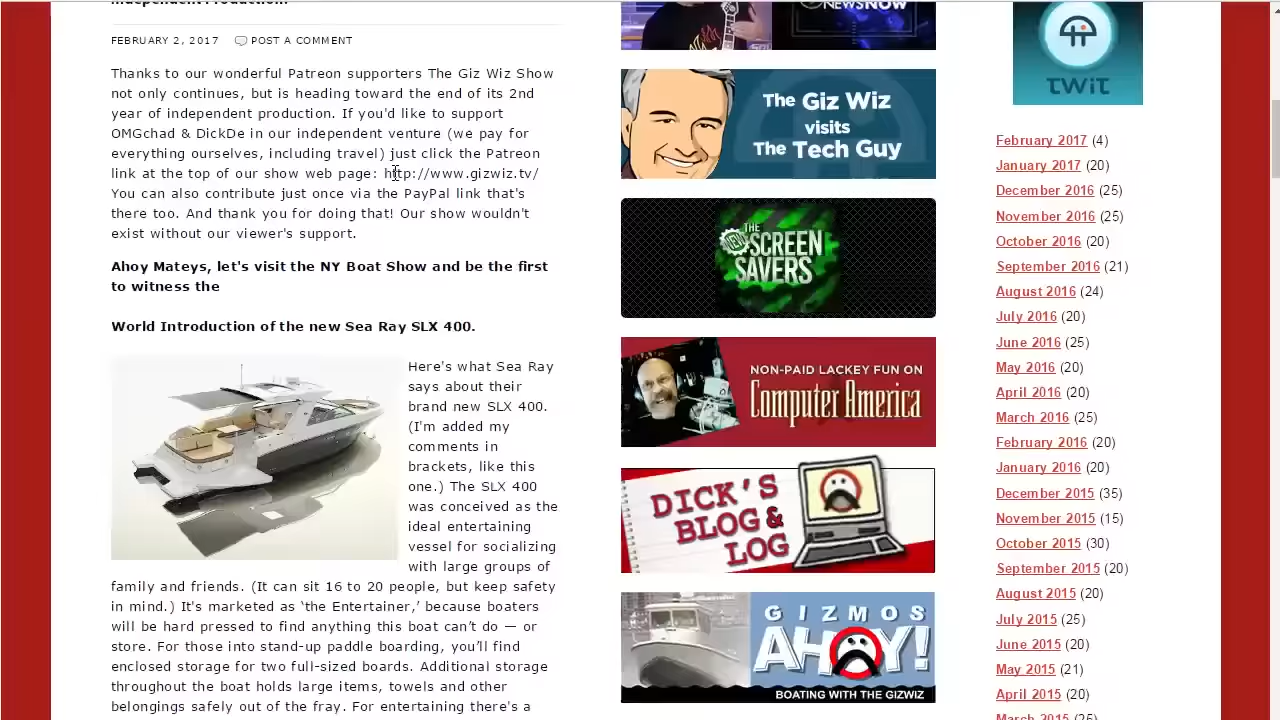 FEBRUARY 2, 2017 POST A COMMENT
Thanks to our wonderful Patreon supporters The Giz Wiz Show
not only continues, but is heading toward the end of its 2nd
year of independent production. If you'd like to support
OMGchad & DickDe in our independent venture (we pay for
everything ourselves, including travel) just click the Patreon
link at the top of our show web page: http://www.gizwiz.tv/
You can also contribute just once via the PayPal link that's
there too. And thank you for doing that! Our show wouldn't
exist without our viewer's support.
Ahoy Mateys, let's visit the NY Boat Show and be the first
to witness the
World Introduction of the new Sea Ray SLX 400.
Here's what Sea Ray
says about their
brand new SLX 400.
(I'm added my
comments in
brackets, like this
one.) The SLX 400
was conceived as the
ideal entertaining
vessel for socializing
with large groups of
family and friends. (It can sit 16 to 20 people, but keep safety
in mind.) It's marketed as 'the Entertainer,' because boaters
will be hard pressed to find anything this boat can't do — or
store. For those into stand-up paddle boarding, you'll find
enclosed storage for two full-sized boards. Additional storage
throughout the boat holds large items, towels and other
out of the fray. For entertaining there's a
NEWSNOW
The Giz Wiz
visits
The Tech Guy
THE
NEW
SCREEN
SAVERS
NON-PAID LACKEY FUN ON
Computer America
DICK'S
BLOG &
LOG
GIZMOS
AHOY!
BOATING WITH THE GIZWIZ
TWiT
February 2017 (4)
January 2017 (20)
December 2016 (25)
November 2016 (25)
October 2016 (20)
September 2016 (21)
August 2016 (24)
July 2016 (20)
June 2016 (25)
May 2016 (20)
April 2016 (20)
March 2016 (25)
February 2016 (20)
January 2016 (20)
December 2015 (35)
November 2015 (15)
October 2015 (30)
September 2015 (20)
August 2015 (20)
July 2015 (25)
June 2015 (20)
May 2015 (21)
April 2015 (20)
March 2015 (25)